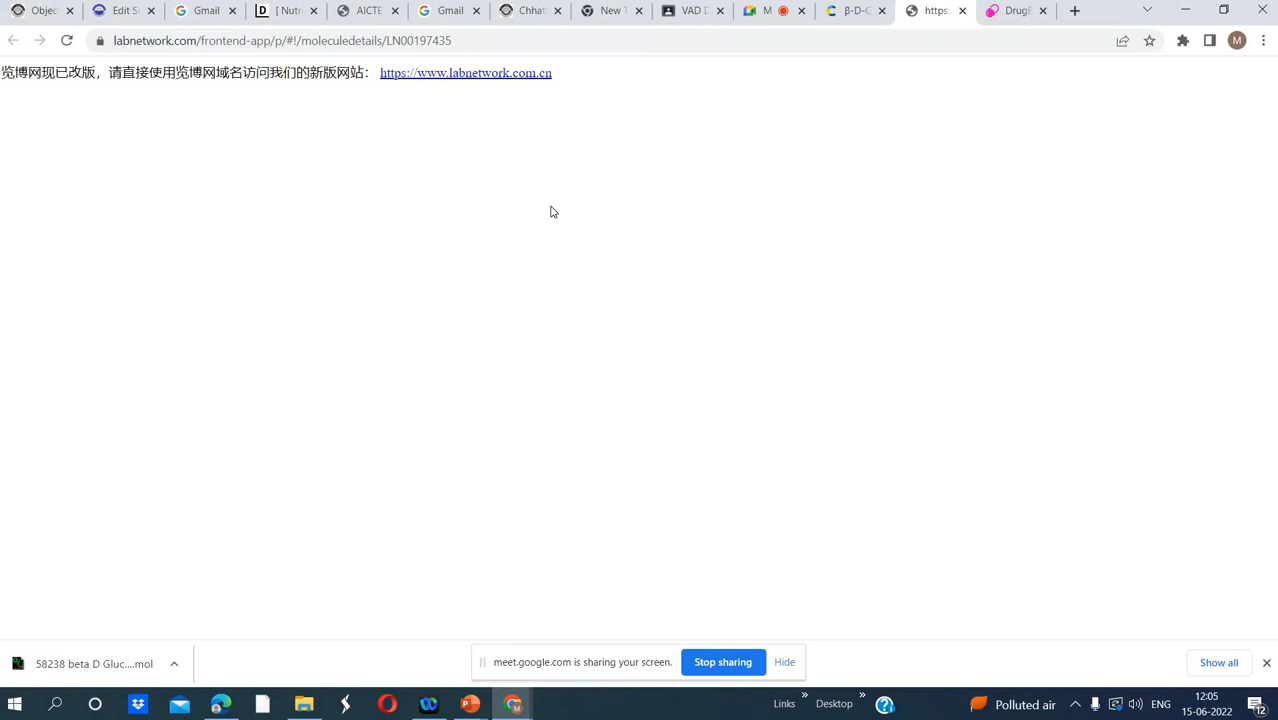 Objec
Edit S
Gmail
[ Nutr
AICTE
Gmail
Chhat
New T
VAD D
M
β-D-G
https:
DrugB
labnetwork.com/frontend-app/p/#!/moleculedetails/LN00197435
M
览博网现已改版，请直接使用览博网域名访问我们的新版网站： https://www.labnetwork.com.cn
58238 beta D Gluc....mol
meet.google.com is sharing your screen.
Stop sharing
Hide
Show all
Links
Desktop
Polluted air
ENG
12:05
15-06-2022
12